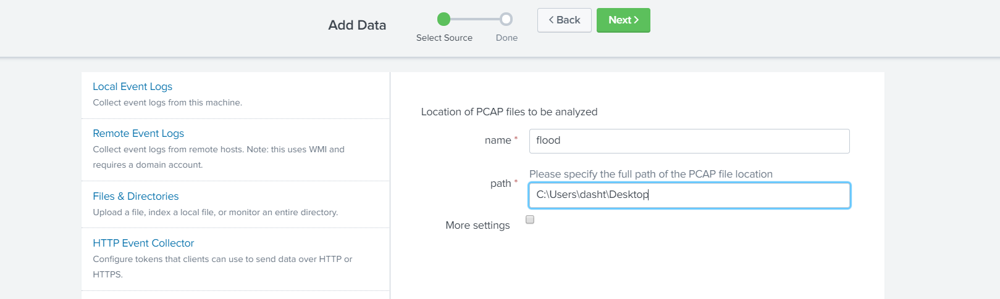 Add Data
Select Source
Done
< Back
Next >
Local Event Logs
Collect event logs from this machine.
Remote Event Logs
Collect event logs from remote hosts. Note: this uses WMI and
requires a domain account.
Files & Directories
Upload a file, index a local file, or monitor an entire directory.
HTTP Event Collector
Configure tokens that clients can use to send data over HTTP or
HTTPS.
Location of PCAP files to be analyzed
name * flood
Please specify the full path of the PCAP file location
path * C:\Users\dasht\Desktop
More settings